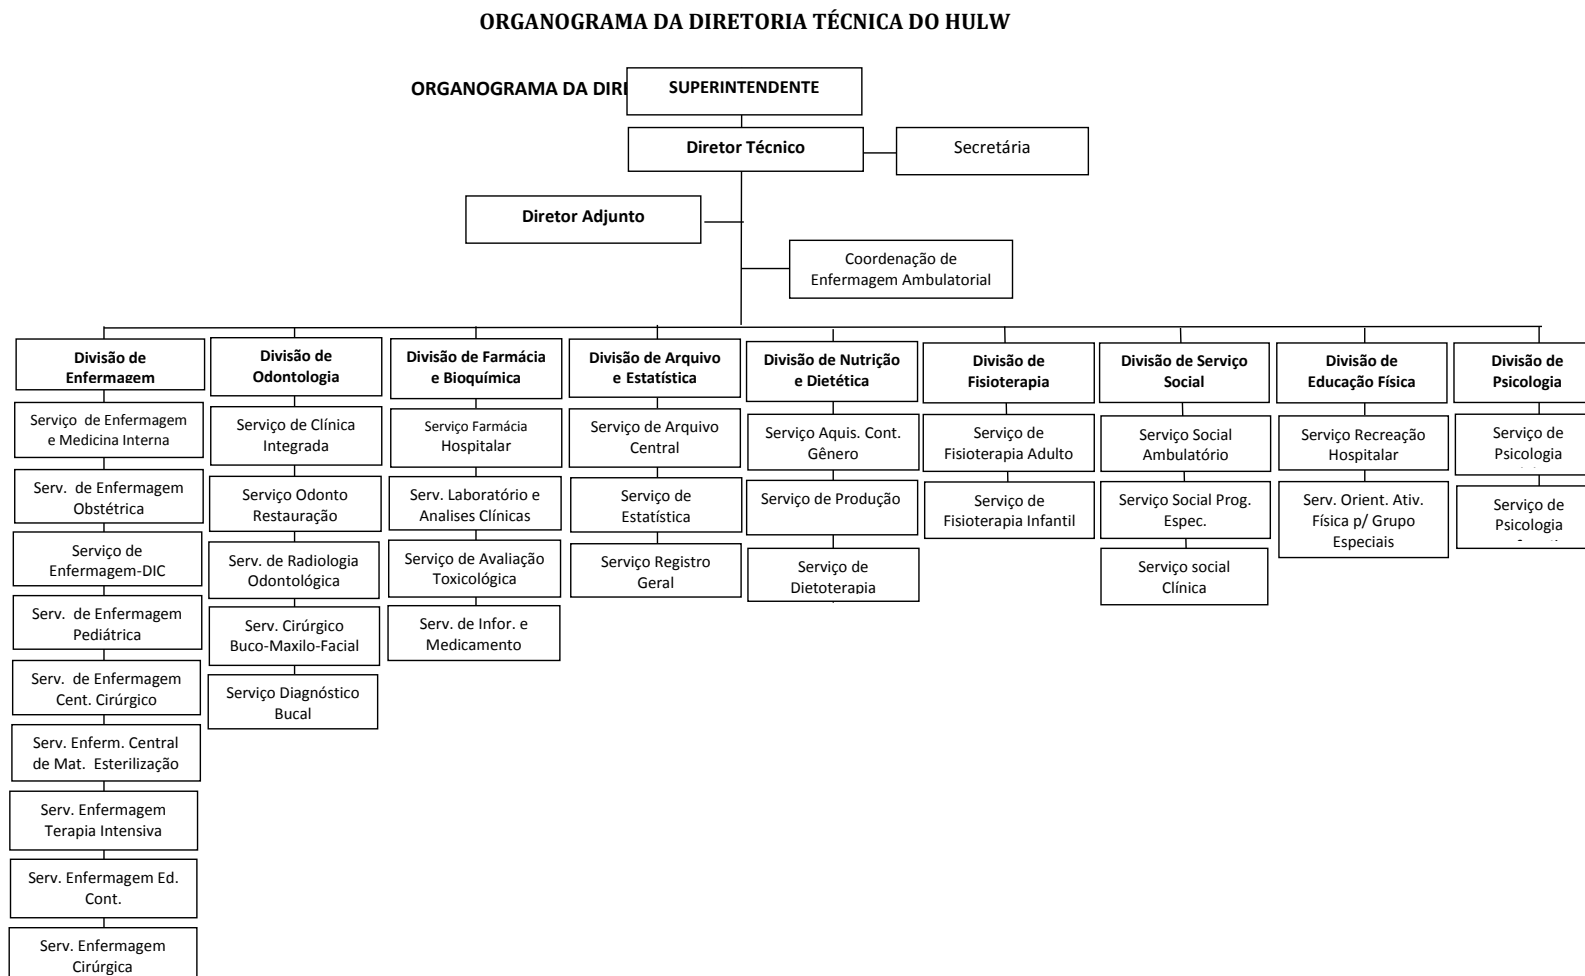 ORGANOGRAMA DA DIRETORIA TÉCNICA DO HULW
ORGANOGRAMA DA
SUPERINTENDENTE
Diretor Técnico
Secretária
Diretor Adjunto
Coordenação de
Enfermagem Ambulatorial
Divisão de
Enfermagem
Serviço de Enfermagem
e Medicina Interna
Serv. de Enfermagem
Obstétrica
Serviço de
Enfermagem-DIC
Serv. de Enfermagem
Pediátrica
Serv. de Enfermagem
Cent. Cirúrgico
Serv. Enferm. Central
de Mat. Esterilização
Serv. Enfermagem
Terapia Intensiva
Serv. Enfermagem Ed.
Cont.
Serv. Enfermagem
Cirúrgica
Divisão de
Odontologia
Serviço de Clínica
Integrada
Serviço Odonto
Restauração
Serv. de Radiologia
Odontológica
Serv. Cirúrgico
Buco-Maxilo-Facial
Serviço Diagnóstico
Bucal
Divisão de Farmácia
e Bioquímica
Serviço Farmácia
Hospitalar
Serv. Laboratório e
Analises Clínicas
Serviço de Avaliação
Toxicológica
Serv. de Infor. e
Medicamento
Divisão de Arquivo
e Estatística
Serviço de Arquivo
Central
Serviço de
Estatística
Serviço Registro
Geral
Divisão de Nutrição
e Dietética
Serviço Aquis. Cont.
Gênero
Serviço de Produção
Serviço de
Dietoterapia
Divisão de
Fisioterapia
Serviço de
Fisioterapia Adulto
Serviço de
Fisioterapia Infantil
Divisão de Serviço
Social
Serviço Social
Ambulatório
Serviço Social Prog.
Espec.
Serviço social
Clínica
Divisão de
Educação Física
Serviço Recreação
Hospitalar
Serv. Orient. Ativ.
Física p/ Grupo
Especiais
Divisão de
Psicologia
Serviço de
Psicologia
Serviço de
Psicologia